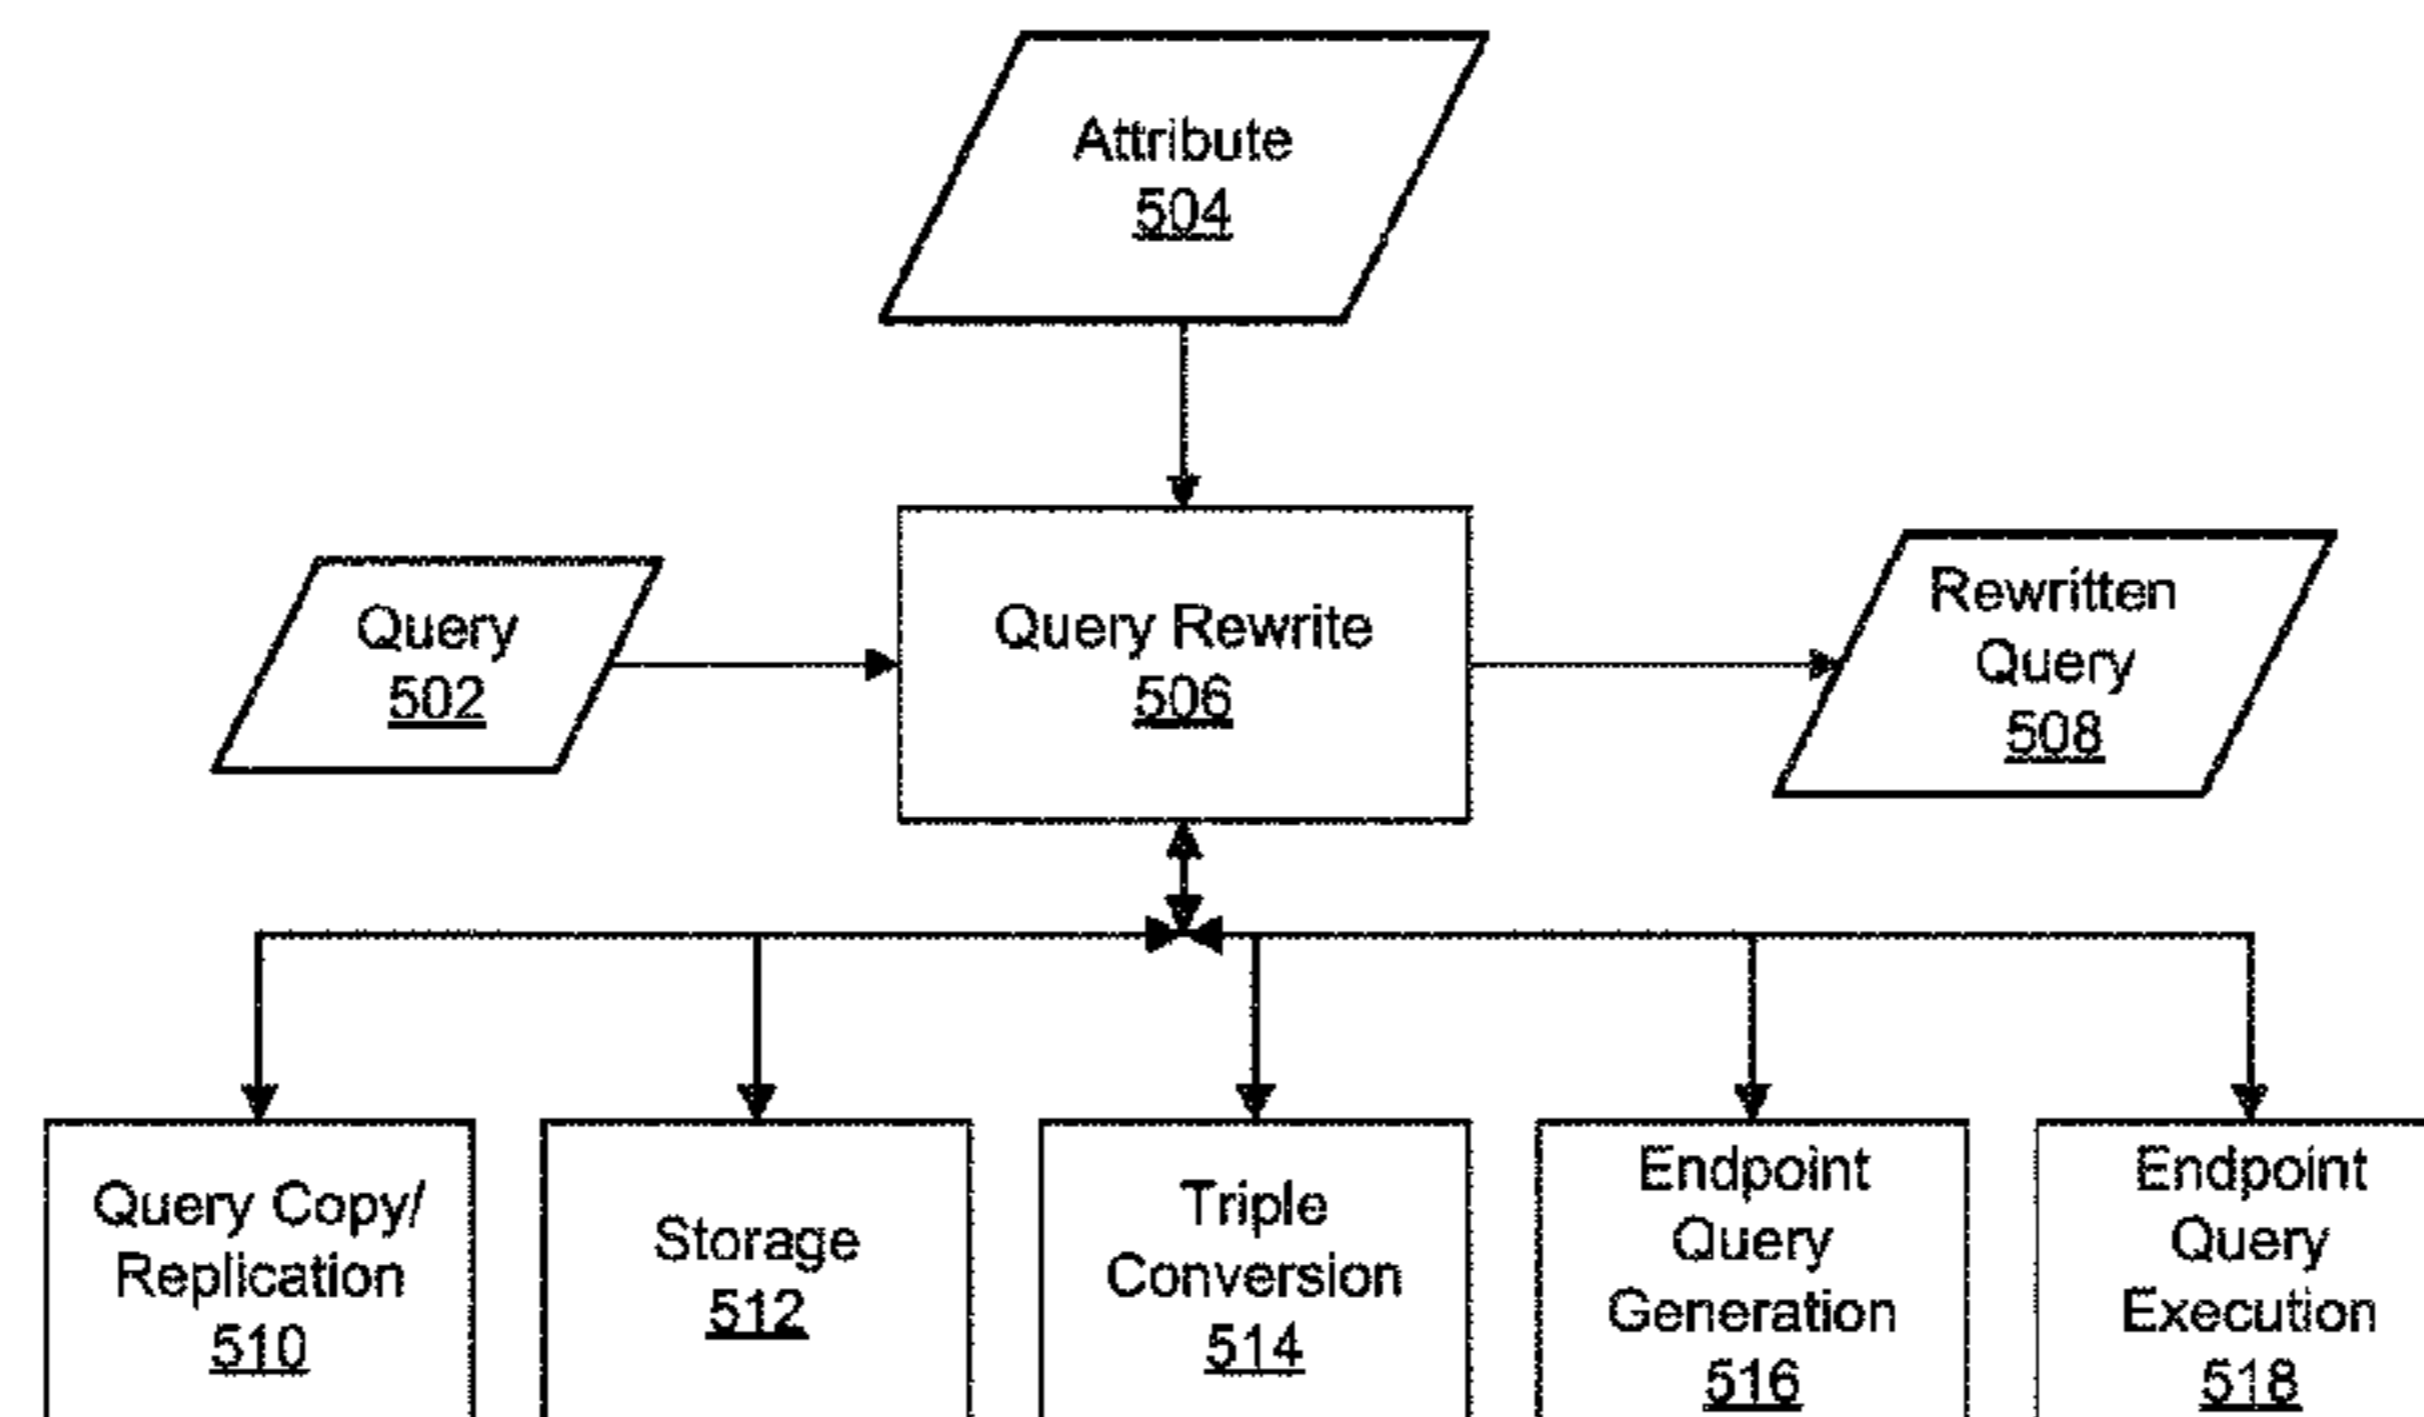 Attribute
504
Query
502
Query Rewrite
506
Rewritten
Query
508
Query Copy/
Replication
510
Storage
512
Triple
Conversion
514
Endpoint
Query
Generation
516
Endpoint
Query
Execution
518